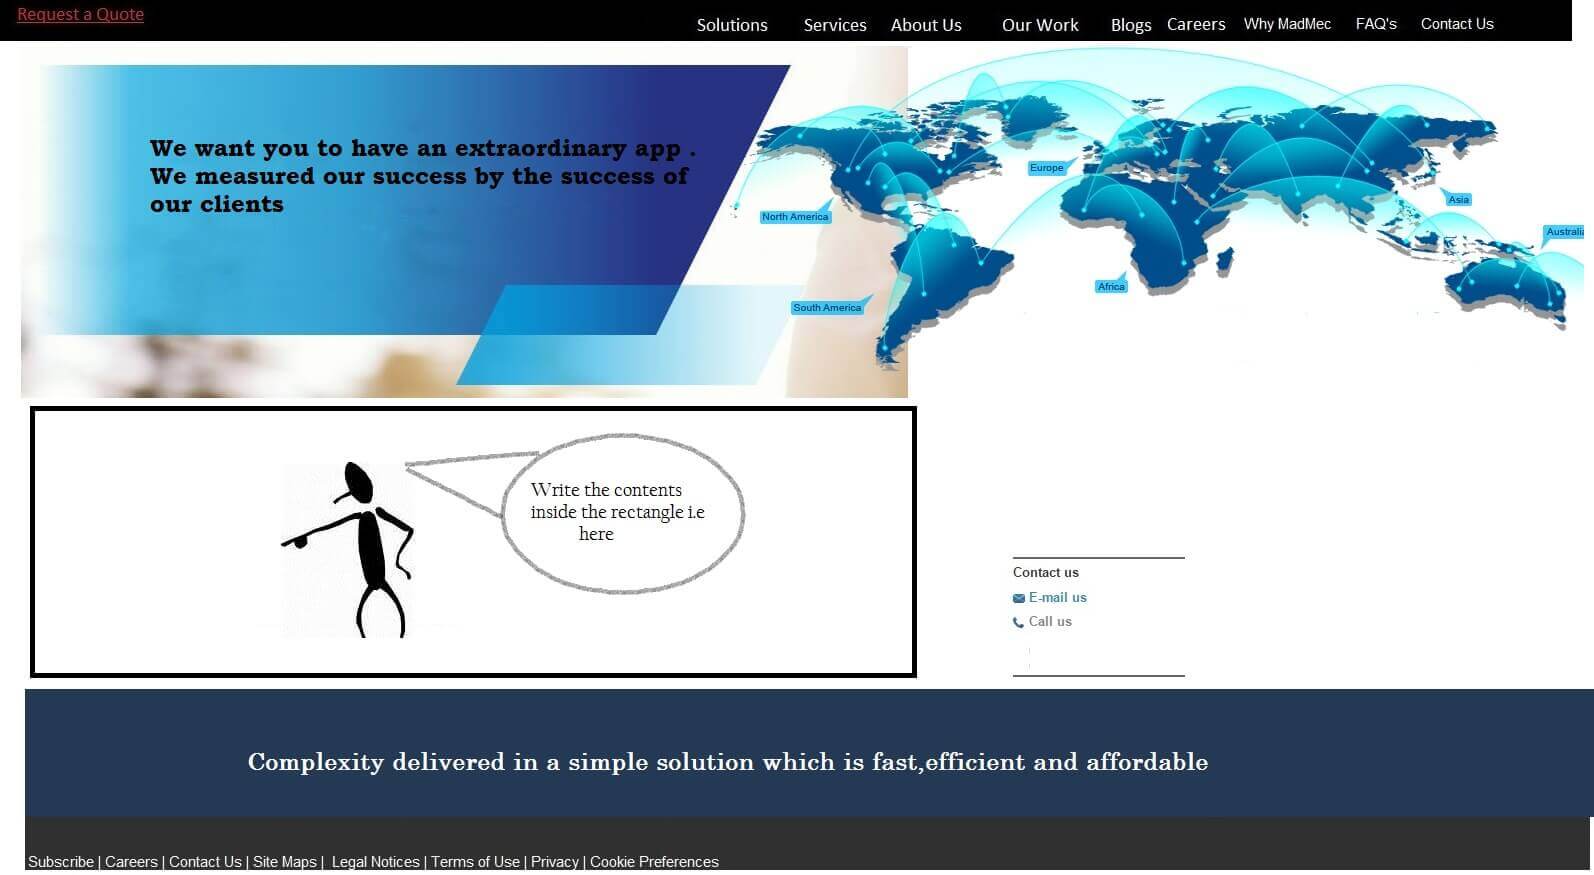 Request a Quote
Solutions Services About Us Our Work Blogs Careers Why MadMec FAQ's Contact Us
We want you to have an extraordinary app .
We measured our success by the success of
our clients
Europe
North America
Asia
Australia
Africa
South America
Write the contents
inside the rectangle i.e
here
Contact us
E-mail us
Call us
Complexity delivered in a simple solution which is fast,efficient and affordable
Subscribe | Careers | Contact Us | Site Maps | Legal Notices | Terms of Use | Privacy | Cookie Preferences